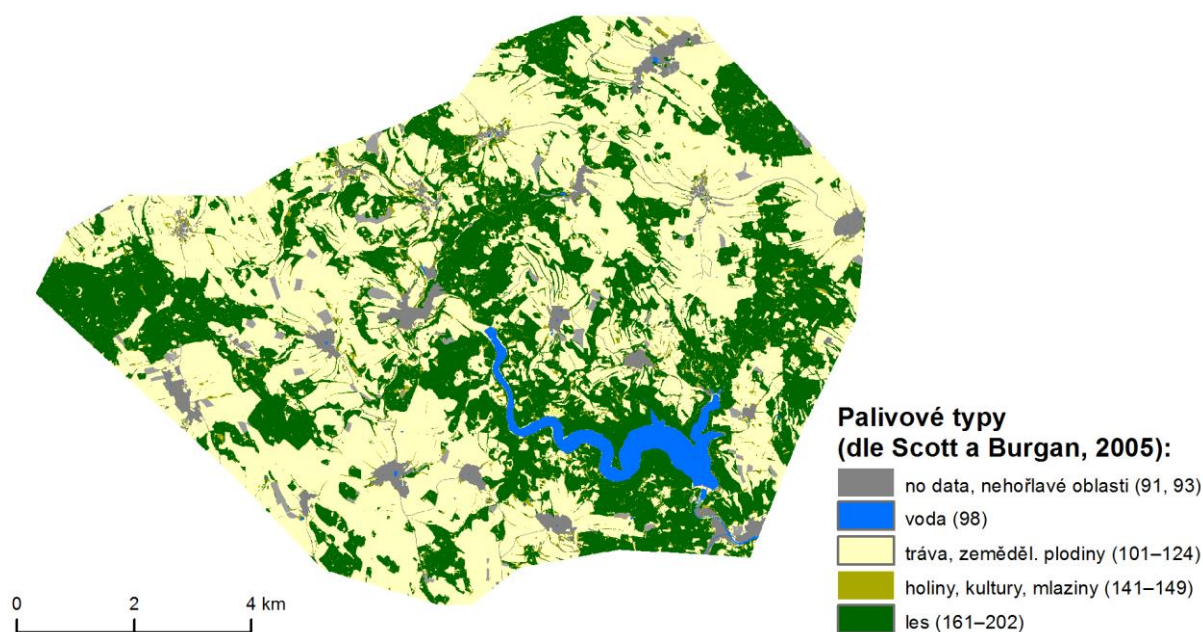 Palivové typy
(dle Scott a Burgan, 2005):
no data, nehořlavé oblasti (91, 93)
voda (98)
tráva, zeměděl. plodiny (101–124)
holiny, kultury, mlaziny (141–149)
les (161–202)
0 2 4 km